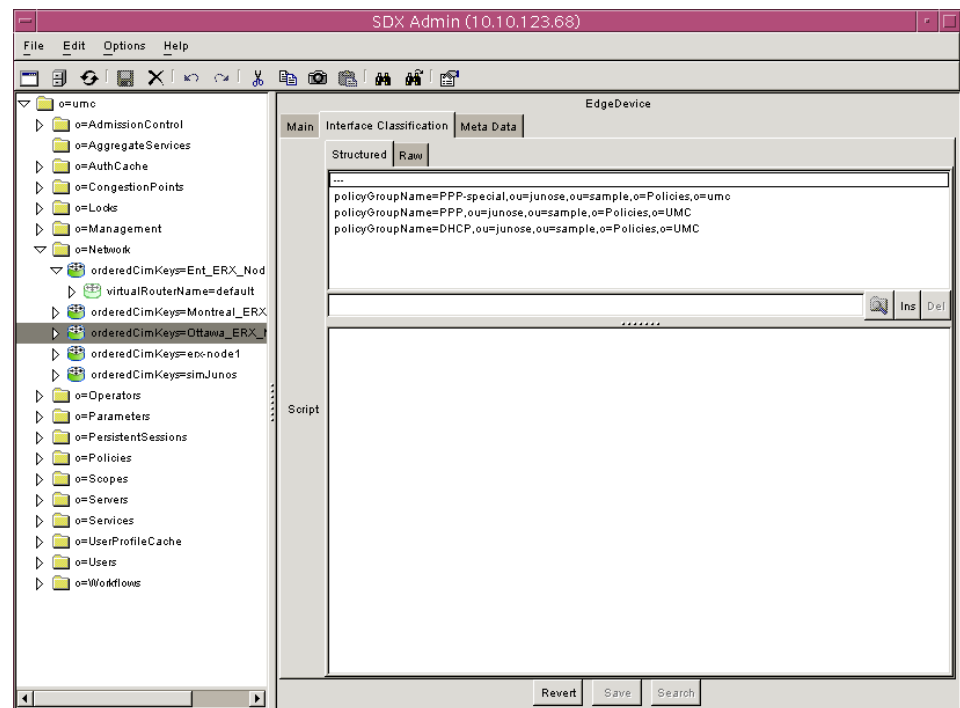 SDX Admin (10.10.123.68)
File Edit Options Help
o=umc
o=AdmissionControl
o=AggregateServices
o=AuthCache
o=CongestionPoints
o=Locks
o=Management
o=Network
orderedCimKeys=Ent_ERX_Nod
virtualRouterName=default
orderedCimKeys=Montreal_ERX
orderedCimKeys=Ottawa_ERX_N
orderedCimKeys=erx-node1
orderedCimKeys=simJunos
o=Operators
o=Parameters
o=PersistentSessions
o=Policies
o=Scopes
o=Servers
o=Services
o=UserProfileCache
o=Users
o=Workflows
EdgeDevice
Main Interface Classification Meta Data
Structured Raw
---
policyGroupName=PPP-special,ou=junose,ou=sample,o=Policies,o=umc
policyGroupName=PPP,ou=junose,ou=sample,o=Policies,o=UMC
policyGroupName=DHCP,ou=junose,ou=sample,o=Policies,o=UMC
Ins Del
Script
Revert Save Search